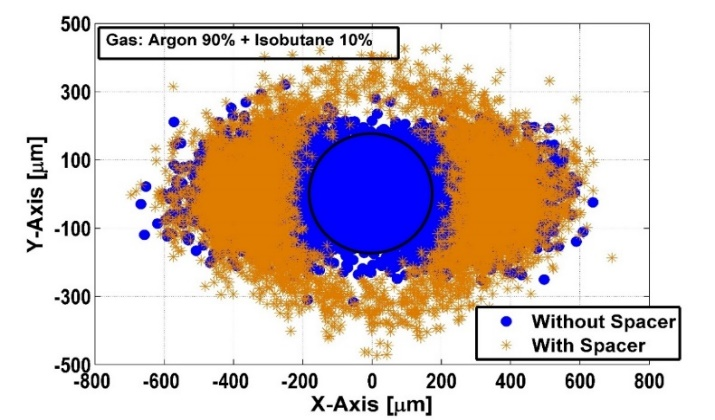 Gas: Argon 90% + Isobutane 10%
500
300
100
-100
-300
-500
Y-Axis [μm]
Without Spacer
With Spacer
-800 -600 -400 -200 0 200 400 600 800
X-Axis [μm]